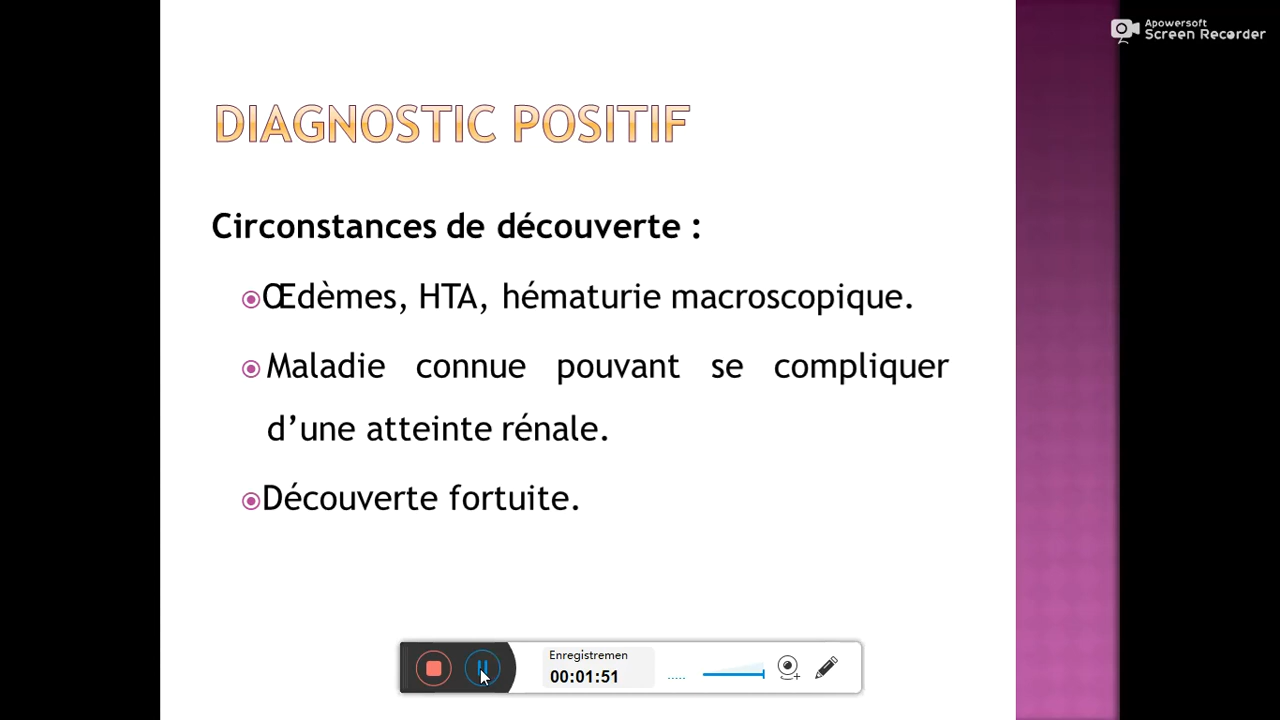 Apowersoft
Screen Recorder
DIAGNOSTIC POSITIF
Circonstances de découverte :
Œdèmes, HTA, hématurie macroscopique.
Maladie connue pouvant se compliquer
d’une atteinte rénale.
Découverte fortuite.
Enregistremen
00:01:51